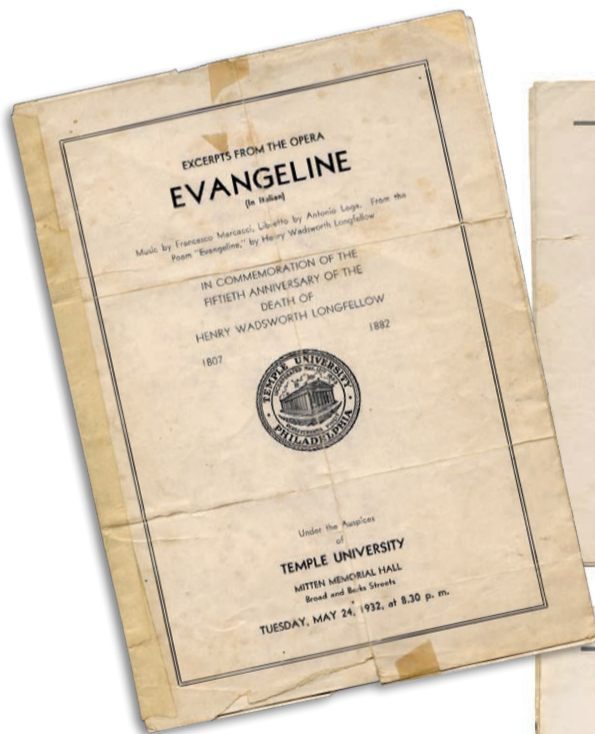 EXCERPTS FROM THE OPERA
EVANGELINE
(In Italian)
Music by Francesco Marcacci, Libretto by Antonio Lega. From the
Poem "Evangeline," by Henry Wadsworth Longfellow
IN COMMEMORATION OF THE
FIFTIETH ANNIVERSARY OF THE
DEATH OF
HENRY WADSWORTH LONGFELLOW
1807 1882
TEMPLE UNIVERSITY
PHILADELPHIA
Under the Auspices
of
TEMPLE UNIVERSITY
MITTEN MEMORIAL HALL
Broad and Berks Streets
TUESDAY, MAY 24, 1932, at 8.30 p. m.